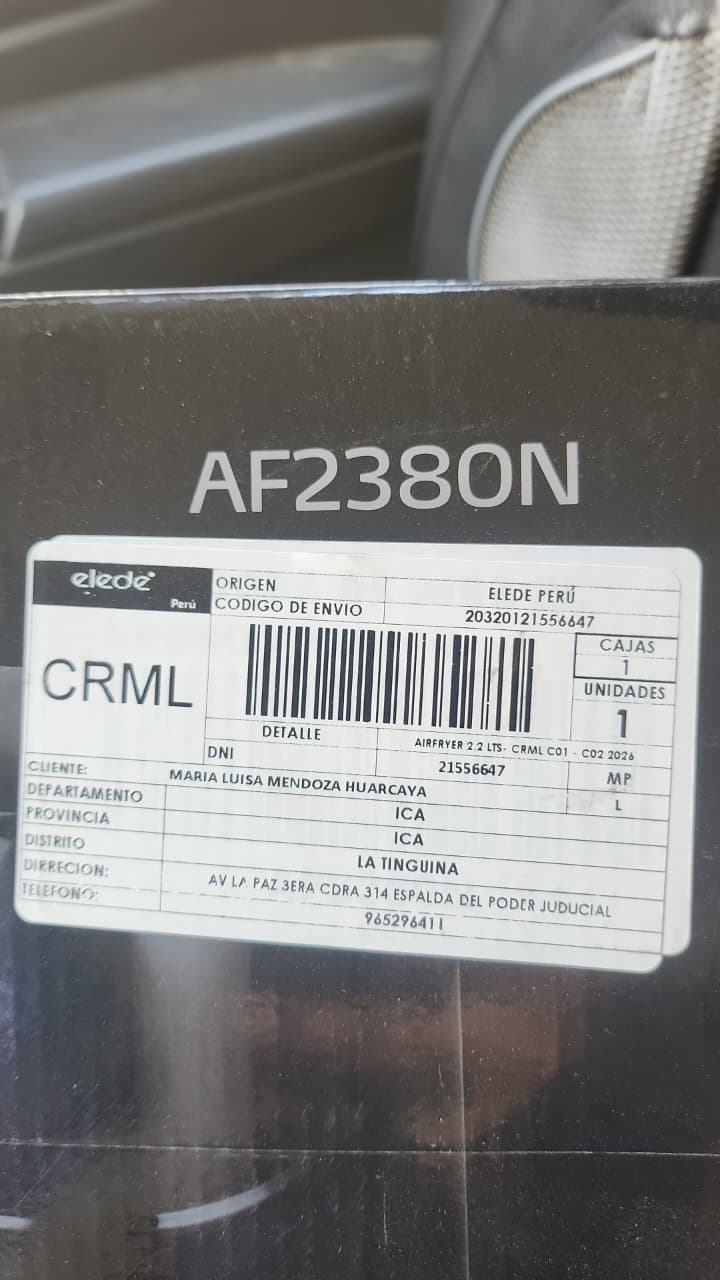 AF2380N
elede
Perú
ORIGEN ELEDE PERÚ
CODIGO DE ENVIO 20320121556647
CRML
CAJAS
1
UNIDADES
1
DETALLE AIRFRYER 2.2 LTS- CRML C01 - C02 2026
DNI 21556647 MP
CLIENTE: MARIA LUISA MENDOZA HUARCAYA L
DEPARTAMENTO ICA
PROVINCIA ICA
DISTRITO LA TINGUINA
DIRRECION: AV LA PAZ 3ERA CDRA 314 ESPALDA DEL PODER JUDUCIAL
TELEFONO: 965296411